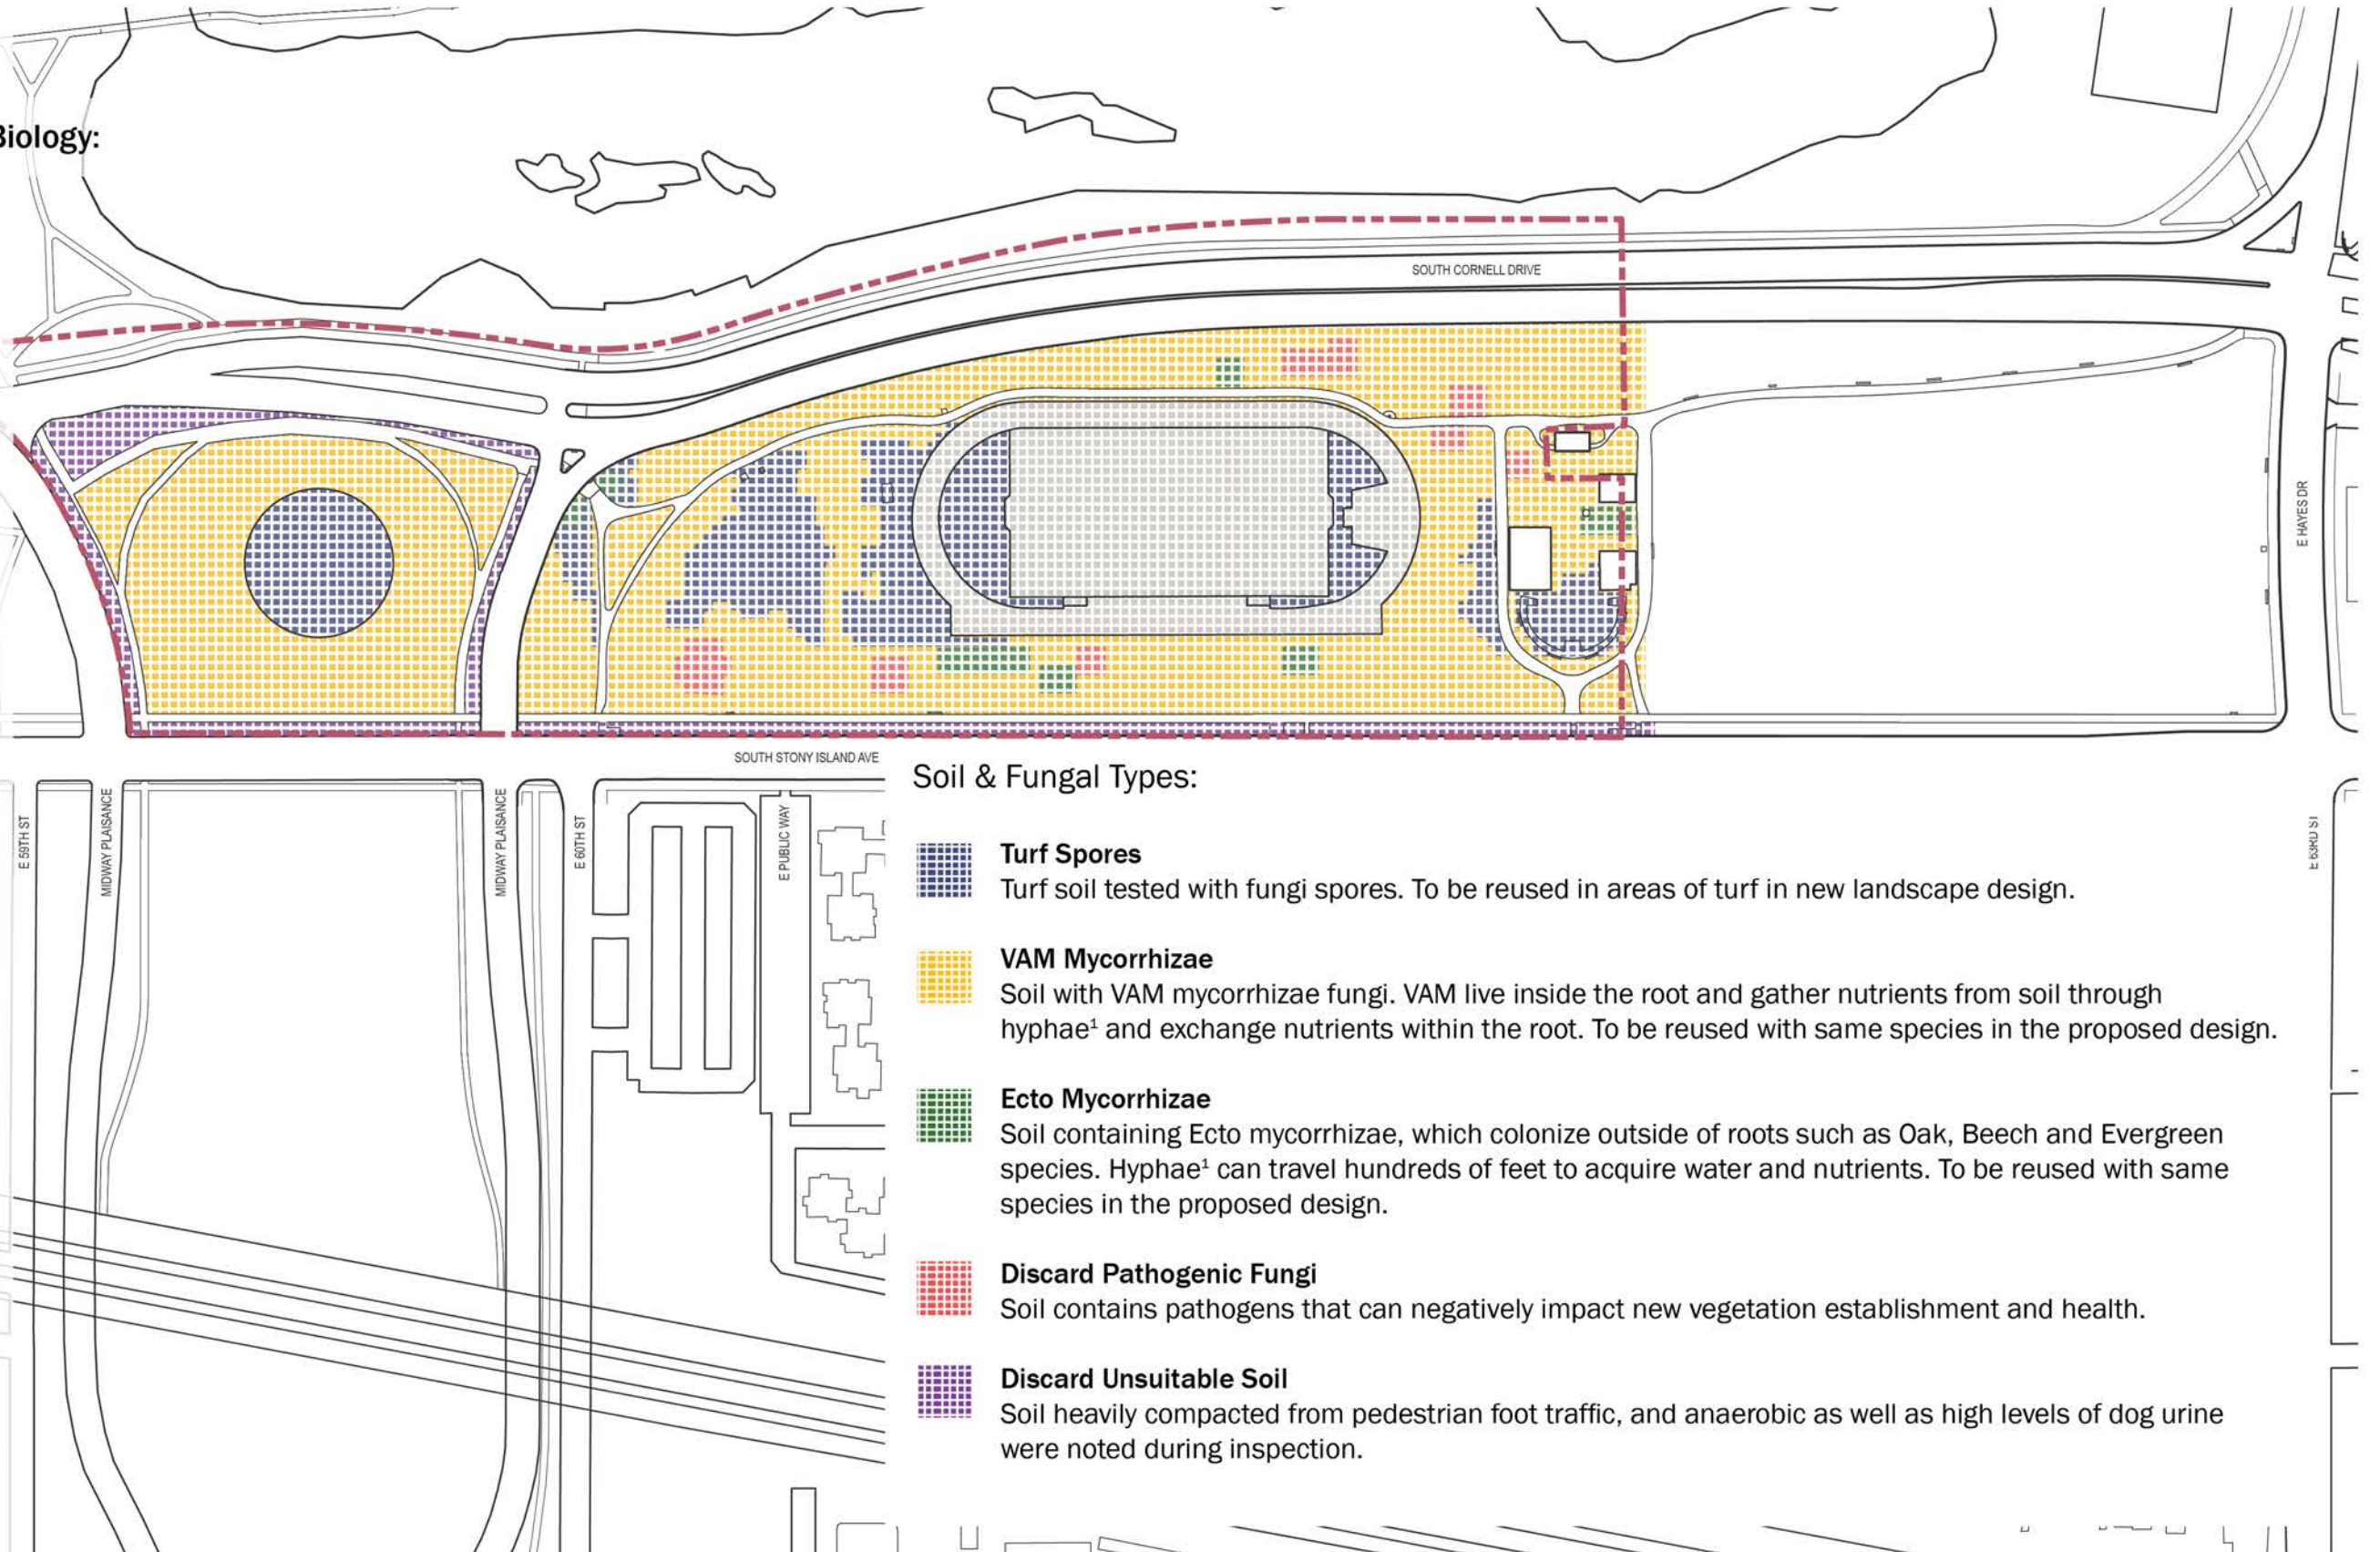 Biology:
SOUTH CORNELL DRIVE
E HAYES DR
SOUTH STONY ISLAND AVE
E 59TH ST
MIDWAY PLAISANCE
MIDWAY PLAISANCE
E 60TH ST
E PUBLIC WAY
E 63RD ST
Soil & Fungal Types:
Turf Spores
Turf soil tested with fungi spores. To be reused in areas of turf in new landscape design.
VAM Mycorrhizae
Soil with VAM mycorrhizae fungi. VAM live inside the root and gather nutrients from soil through
hyphae¹ and exchange nutrients within the root. To be reused with same species in the proposed design.
Ecto Mycorrhizae
Soil containing Ecto mycorrhizae, which colonize outside of roots such as Oak, Beech and Evergreen
species. Hyphae¹ can travel hundreds of feet to acquire water and nutrients. To be reused with same
species in the proposed design.
Discard Pathogenic Fungi
Soil contains pathogens that can negatively impact new vegetation establishment and health.
Discard Unsuitable Soil
Soil heavily compacted from pedestrian foot traffic, and anaerobic as well as high levels of dog urine
were noted during inspection.